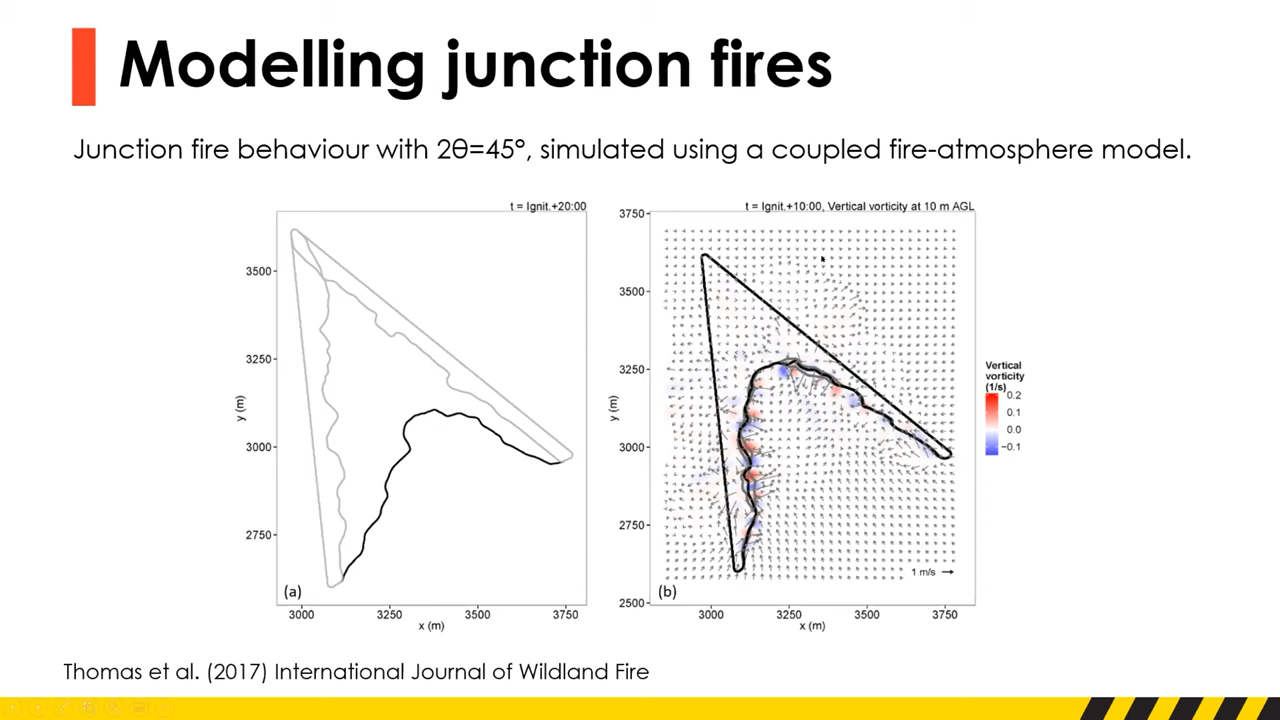 Modelling junction fires
Junction fire behaviour with 2θ=45°, simulated using a coupled fire-atmosphere model.
t = Ignit.+20:00
3500
3250
3000
2750
y (m)
(a)
3000 3250 3500 3750
x (m)
t = Ignit.+10:00, Vertical vorticity at 10 m AGL
3750
3500
3250
3000
2750
2500
y (m)
1 m/s
(b)
3000 3250 3500 3750
x (m)
Vertical
vorticity
(1/s)
0.2
0.1
0.0
−0.1
Thomas et al. (2017) International Journal of Wildland Fire